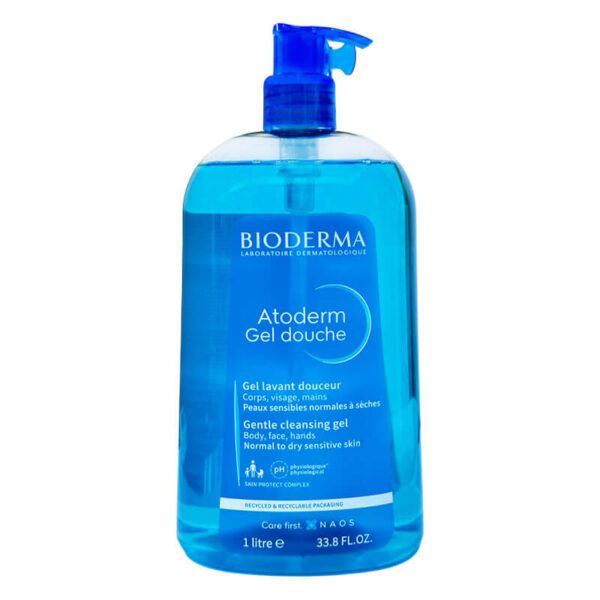 BIODERMA
LABORATOIRE DERMATOLOGIQUE
Atoderm
Gel douche
Gel lavant douceur
Corps, visage, mains
Peaux sensibles normales à sèches
Gentle cleansing gel
Body, face, hands
Normal to dry sensitive skin
pH physiologique
physiological
SKIN PROTECT COMPLEX
RECYCLED & RECYCLABLE PACKAGING
Care first. NAOS
1 litre ℮ 33.8 FL.OZ.